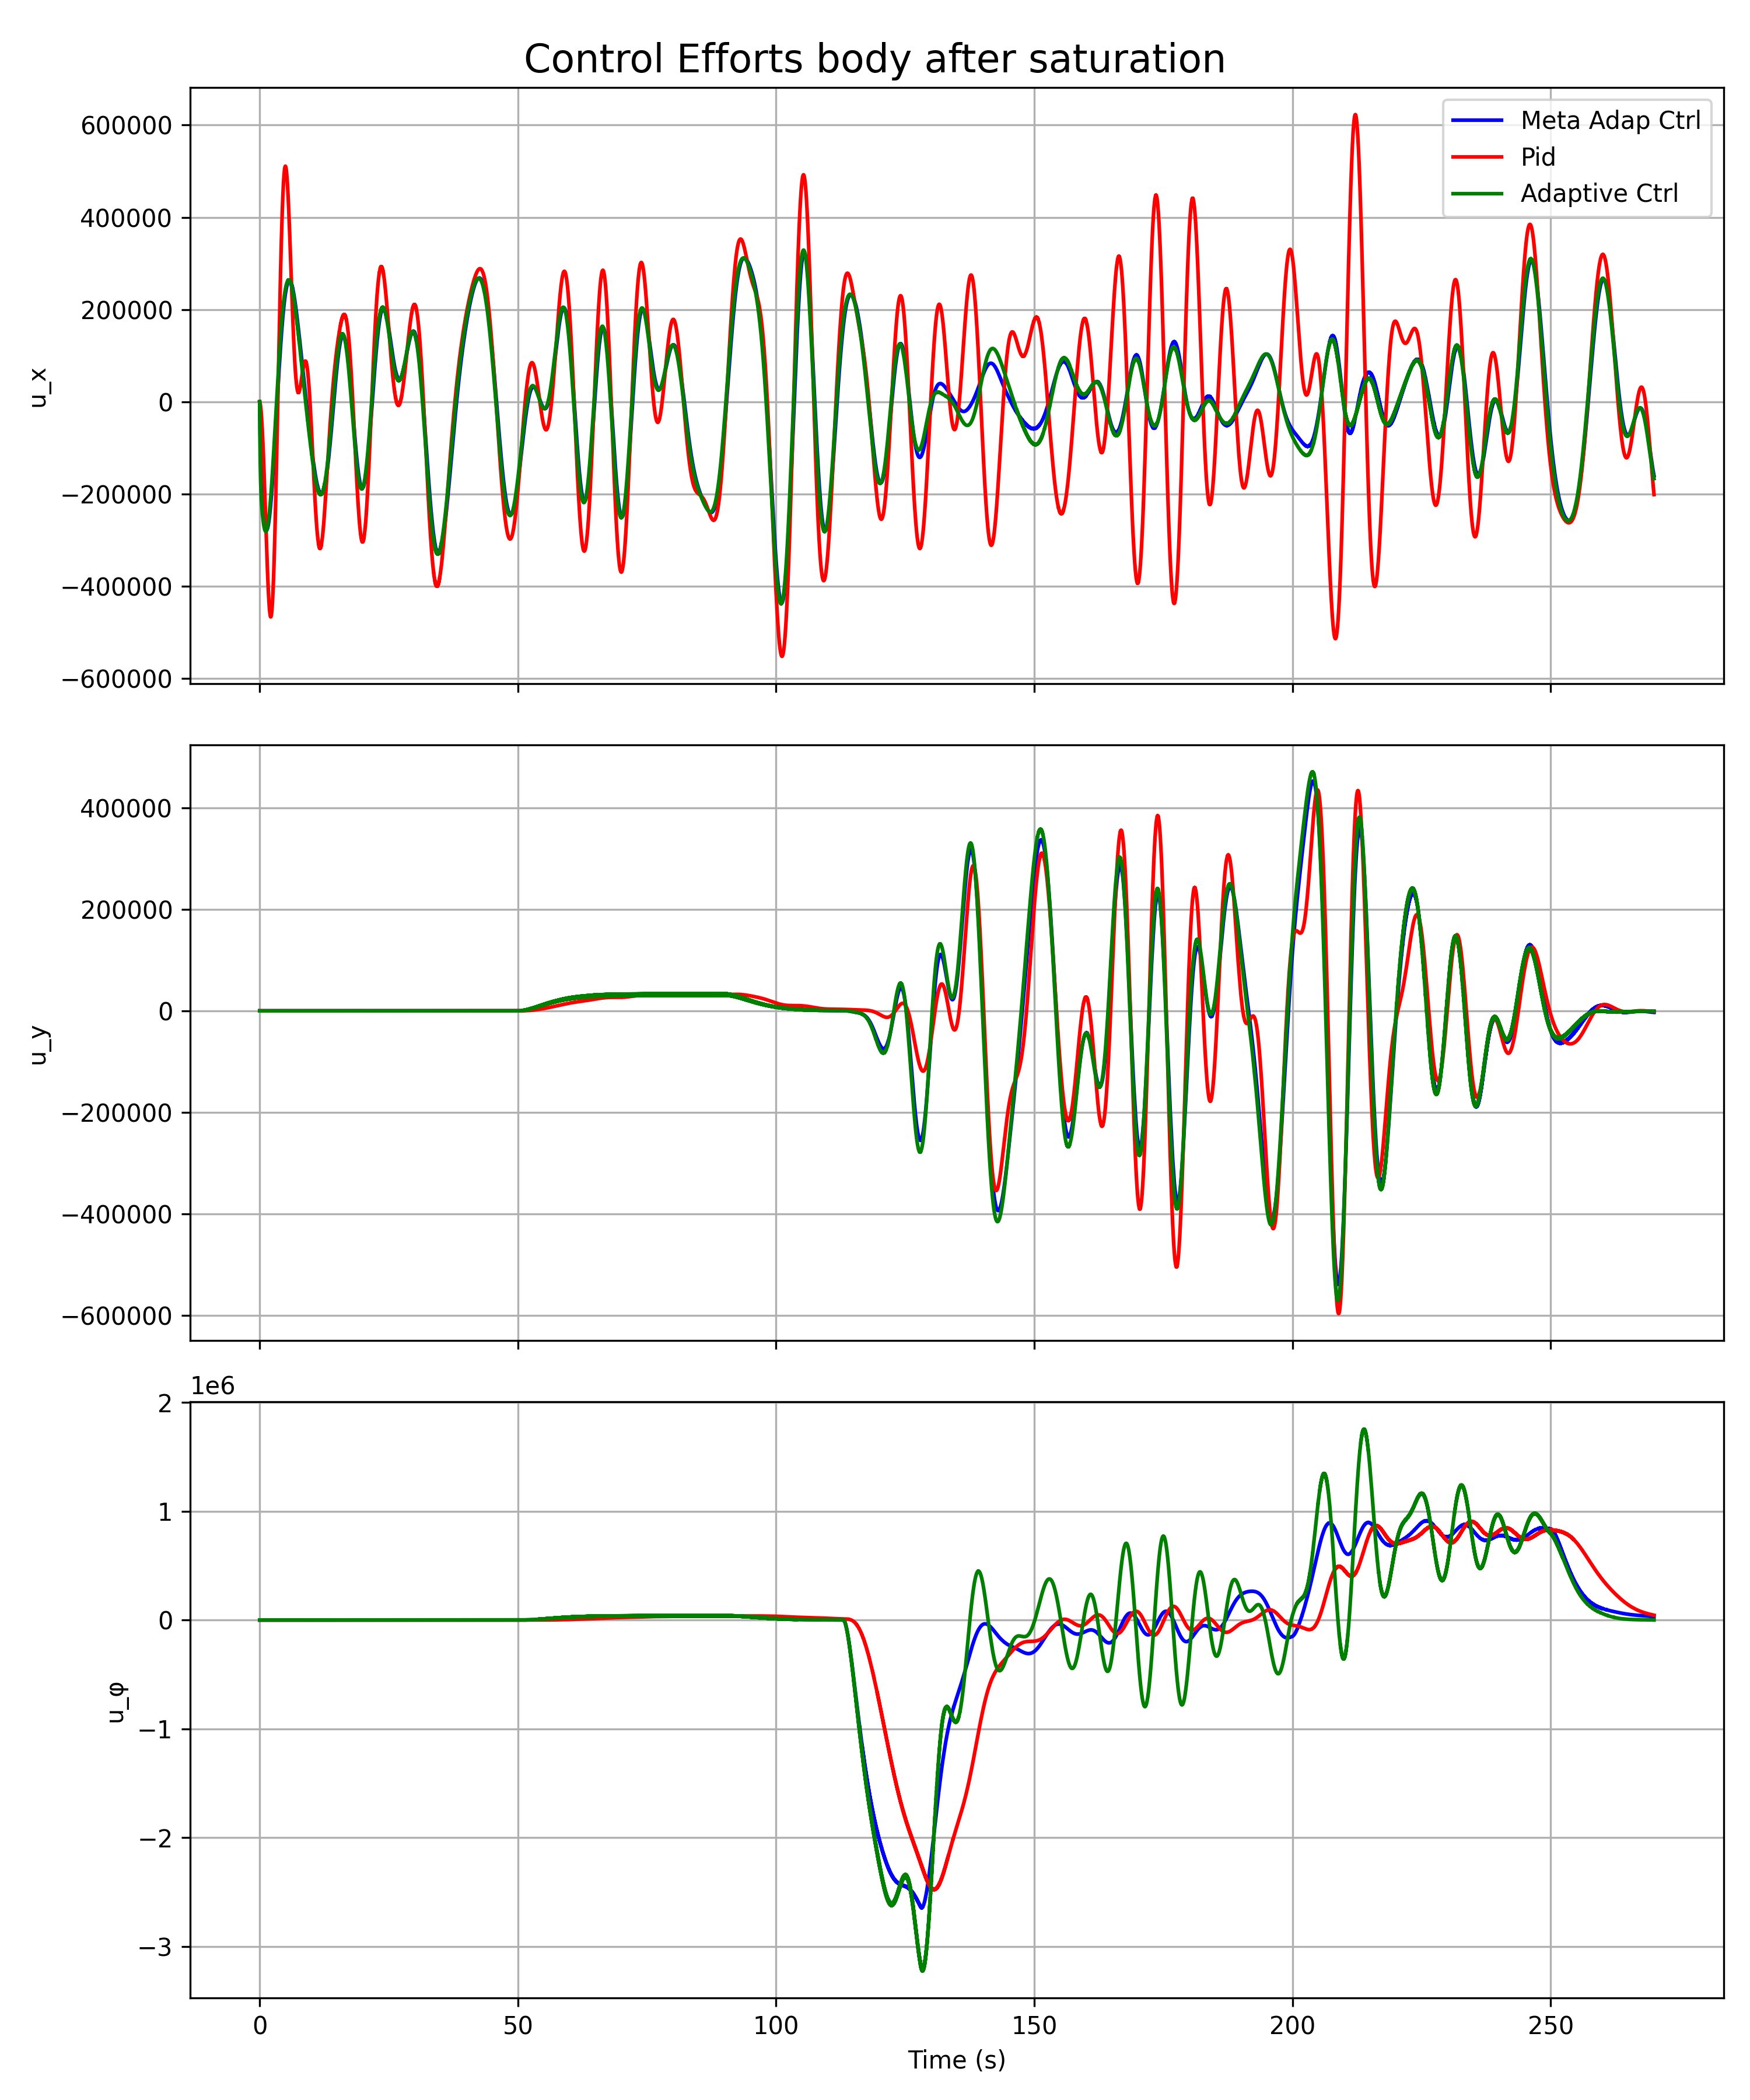 Control Efforts body after saturation
600000
400000
200000
0
−200000
−400000
−600000
u_x
Meta Adap Ctrl
Pid
Adaptive Ctrl
400000
200000
0
−200000
−400000
−600000
u_y
1e6
2
1
0
−1
−2
−3
u_φ
0 50 100 150 200 250
Time (s)